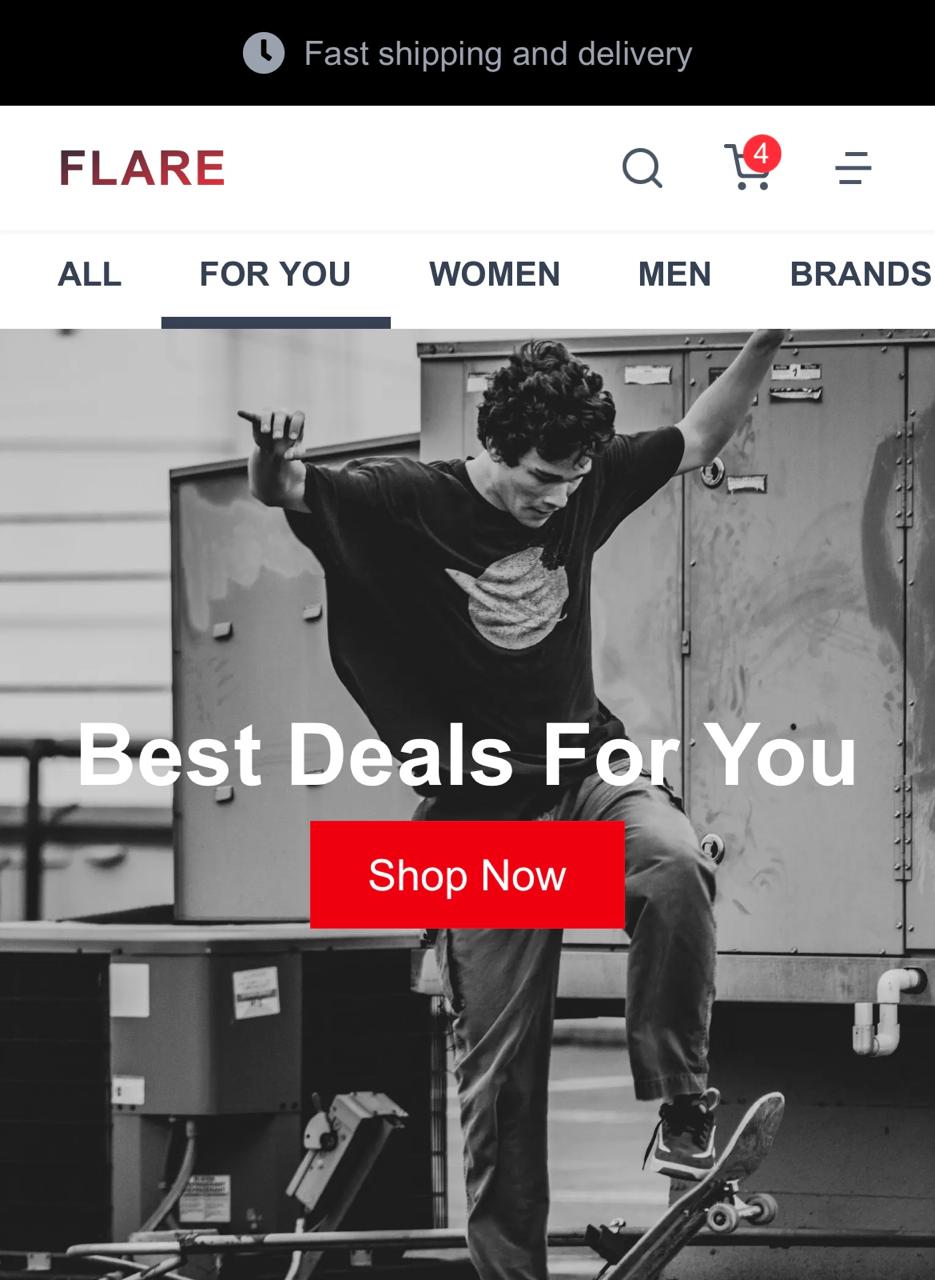 Fast shipping and delivery
FLARE
4
ALL FOR YOU WOMEN MEN BRANDS
Best Deals For You
Shop Now